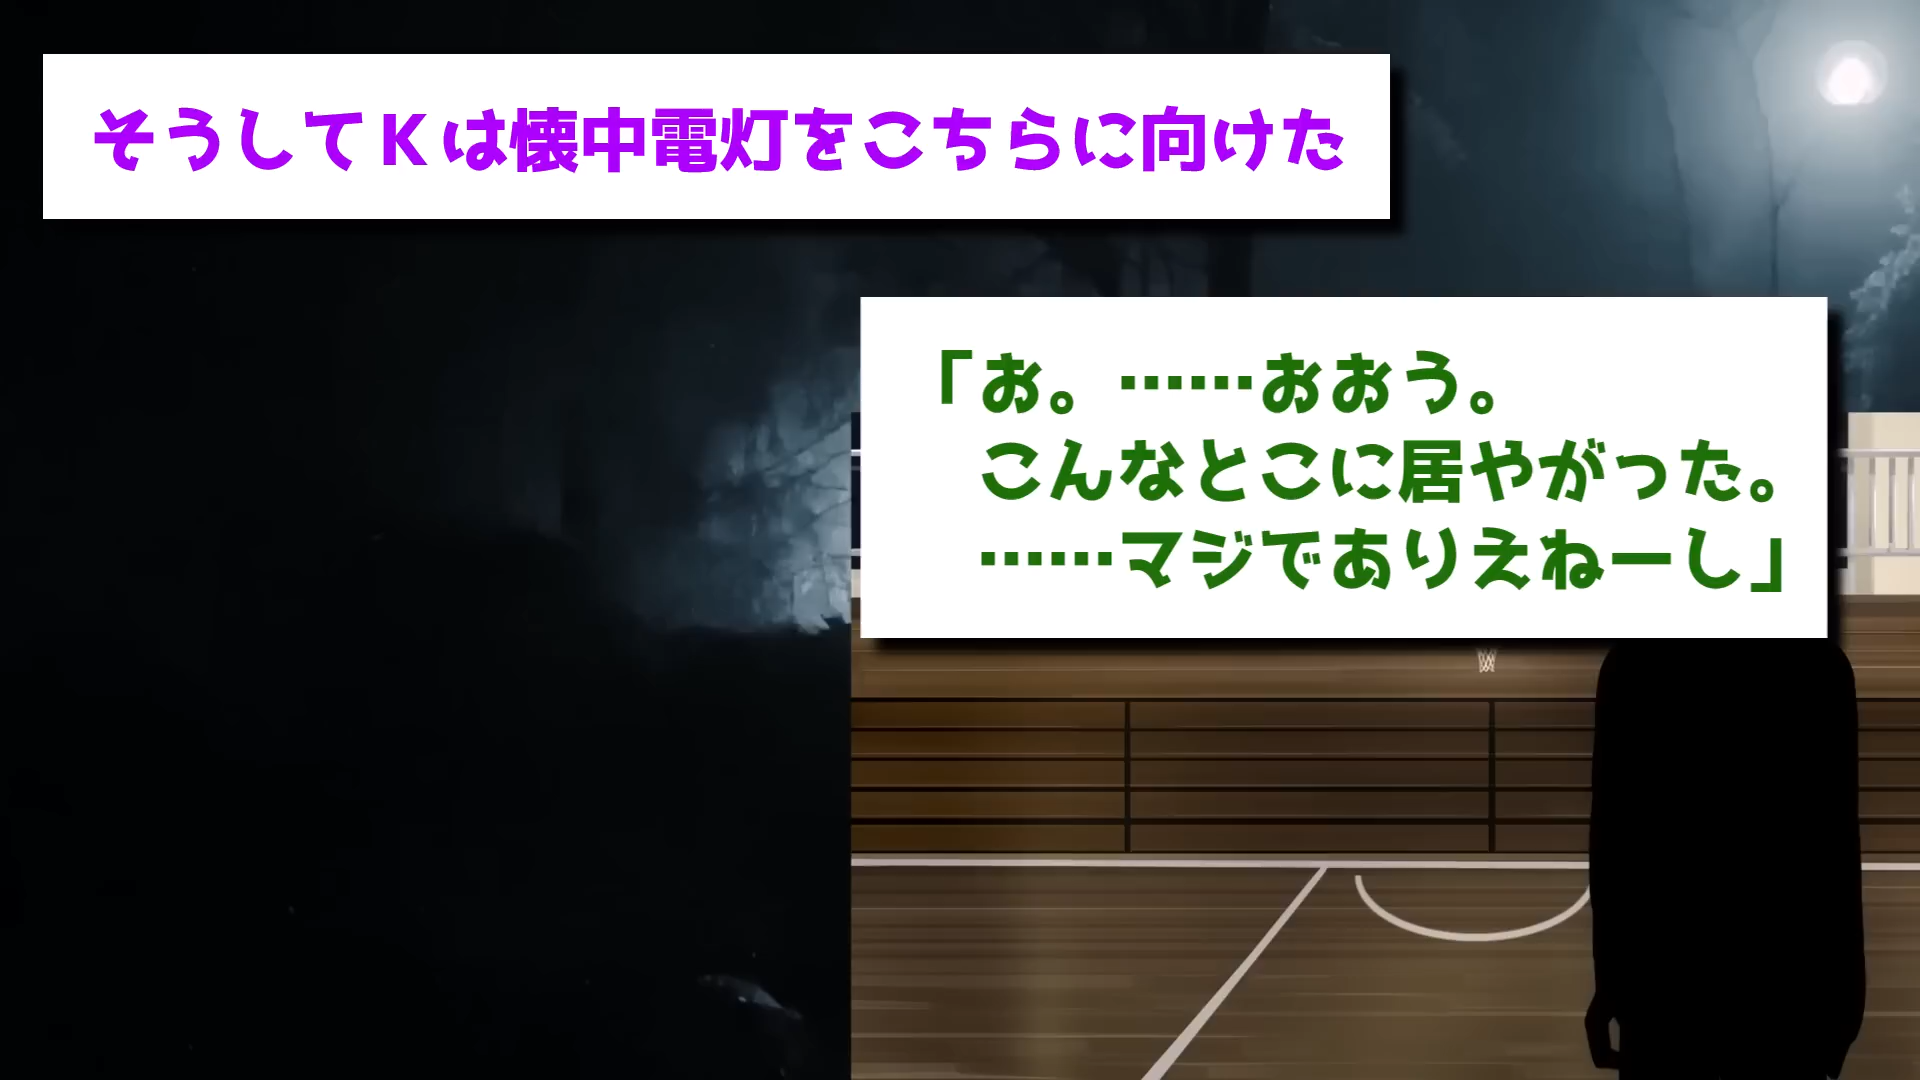 そうしてＫは懐中電灯をこちらに向けた
「お。……おおう。
こんなとこに居やがった。
……マジでありえねーし」